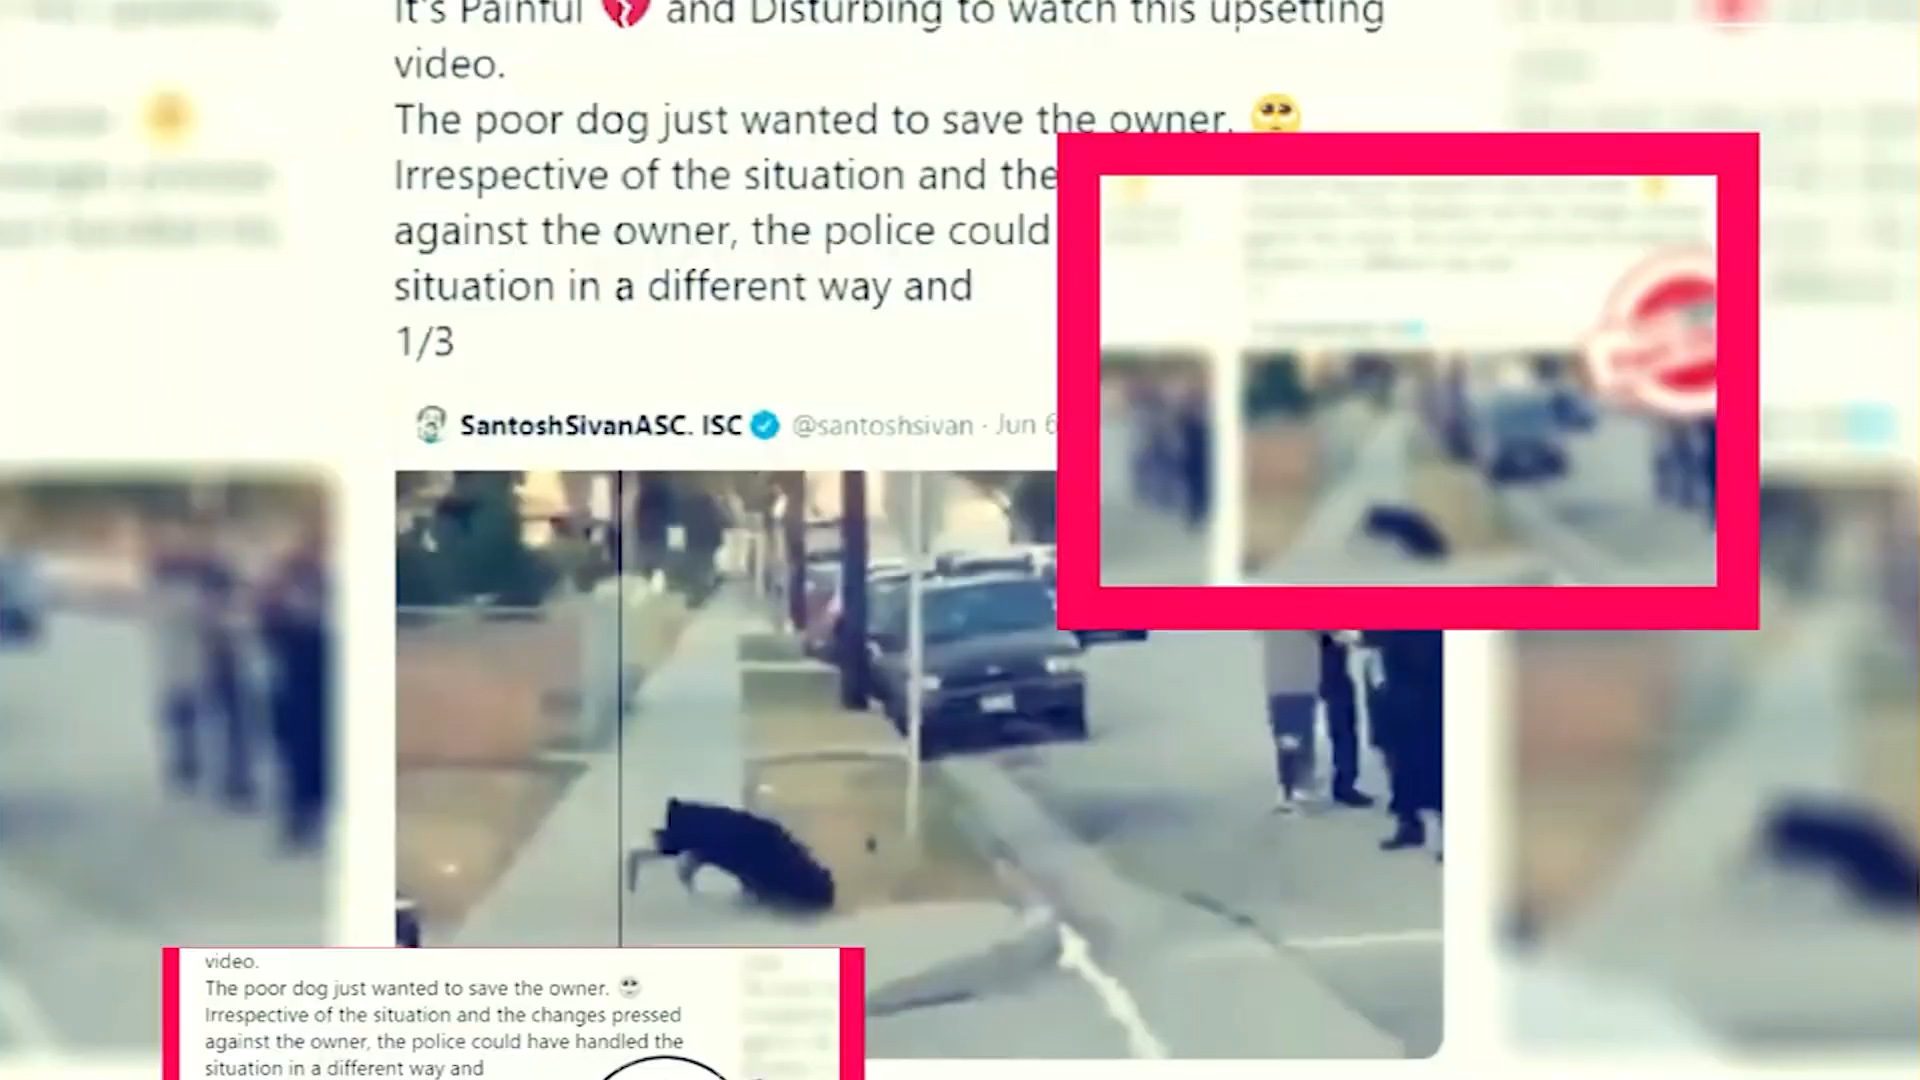 It's Painful 💔 and Disturbing to watch this upsetting
video.
The poor dog just wanted to save the owner. 🥺
Irrespective of the situation and the
against the owner, the police could
situation in a different way and
1/3
SantoshSivanASC. ISC @santoshsivan · Jun 6
video.
The poor dog just wanted to save the owner. 🥺
Irrespective of the situation and the changes pressed
against the owner, the police could have handled the
situation in a different way and